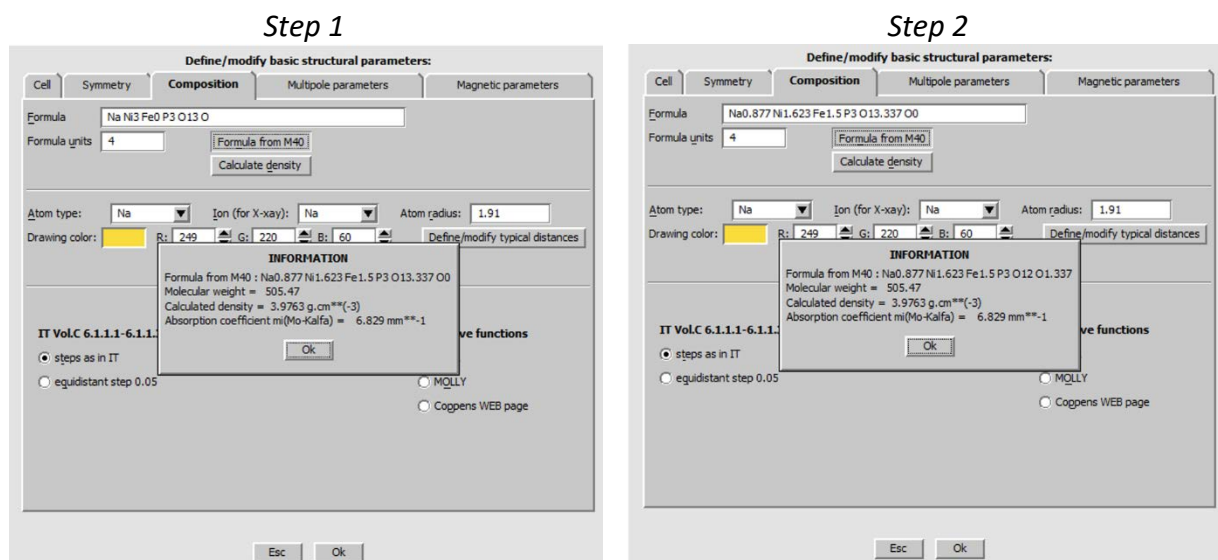 Step 1
Define/modify basic structural parameters:
Cell Symmetry Composition Multipole parameters Magnetic parameters
Formula Na Ni3 Fe0 P3 O13 O
Formula units 4 Formula from M40
Calculate density
Atom type: Na Ion (for X-xay): Na Atom radius: 1.91
Drawing color: R: 249 G: 220 B: 60 Define/modify typical distances
INFORMATION
Formula from M40 : Na0.877 Ni1.623 Fe1.5 P3 O13.337 O0
Molecular weight = 505.47
Calculated density = 3.9763 g.cm**(-3)
Absorption coefficient mi(Mo-Kalfa) = 6.829 mm**-1
Ok
IT Vol.C 6.1.1.1-6.1.1. ve functions
steps as in IT
equidistant step 0.05 MOLLY
Coppens WEB page
Esc Ok
Step 2
Define/modify basic structural parameters:
Cell Symmetry Composition Multipole parameters Magnetic parameters
Formula Na0.877 Ni1.623 Fe1.5 P3 O13.337 O0
Formula units 4 Formula from M40
Calculate density
Atom type: Na Ion (for X-xay): Na Atom radius: 1.91
Drawing color: R: 249 G: 220 B: 60 Define/modify typical distances
INFORMATION
Formula from M40 : Na0.877 Ni1.623 Fe1.5 P3 O12 O1.337
Molecular weight = 505.47
Calculated density = 3.9763 g.cm**(-3)
Absorption coefficient mi(Mo-Kalfa) = 6.829 mm**-1
Ok
IT Vol.C 6.1.1.1-6.1.1. ve functions
steps as in IT
equidistant step 0.05 MOLLY
Coppens WEB page
Esc Ok